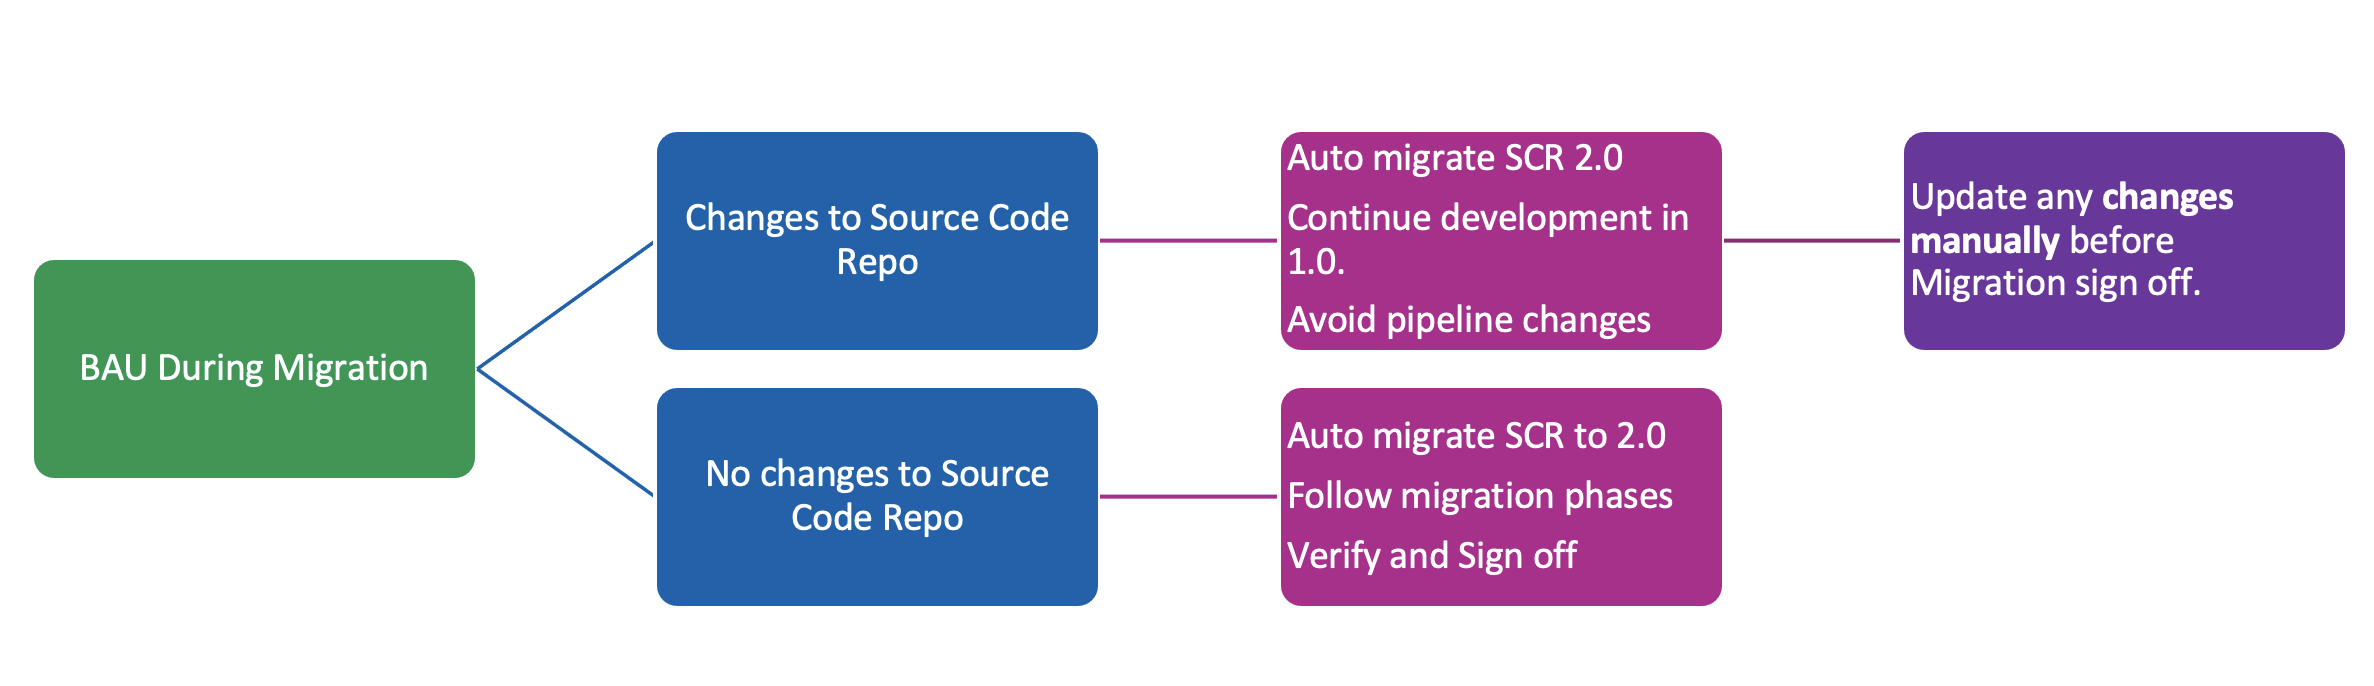 BAU During Migration
Changes to Source Code
Repo
Auto migrate SCR 2.0
Continue development in
1.0.
Avoid pipeline changes
Update any changes
manually before
Migration sign off.
No changes to Source
Code Repo
Auto migrate SCR to 2.0
Follow migration phases
Verify and Sign off